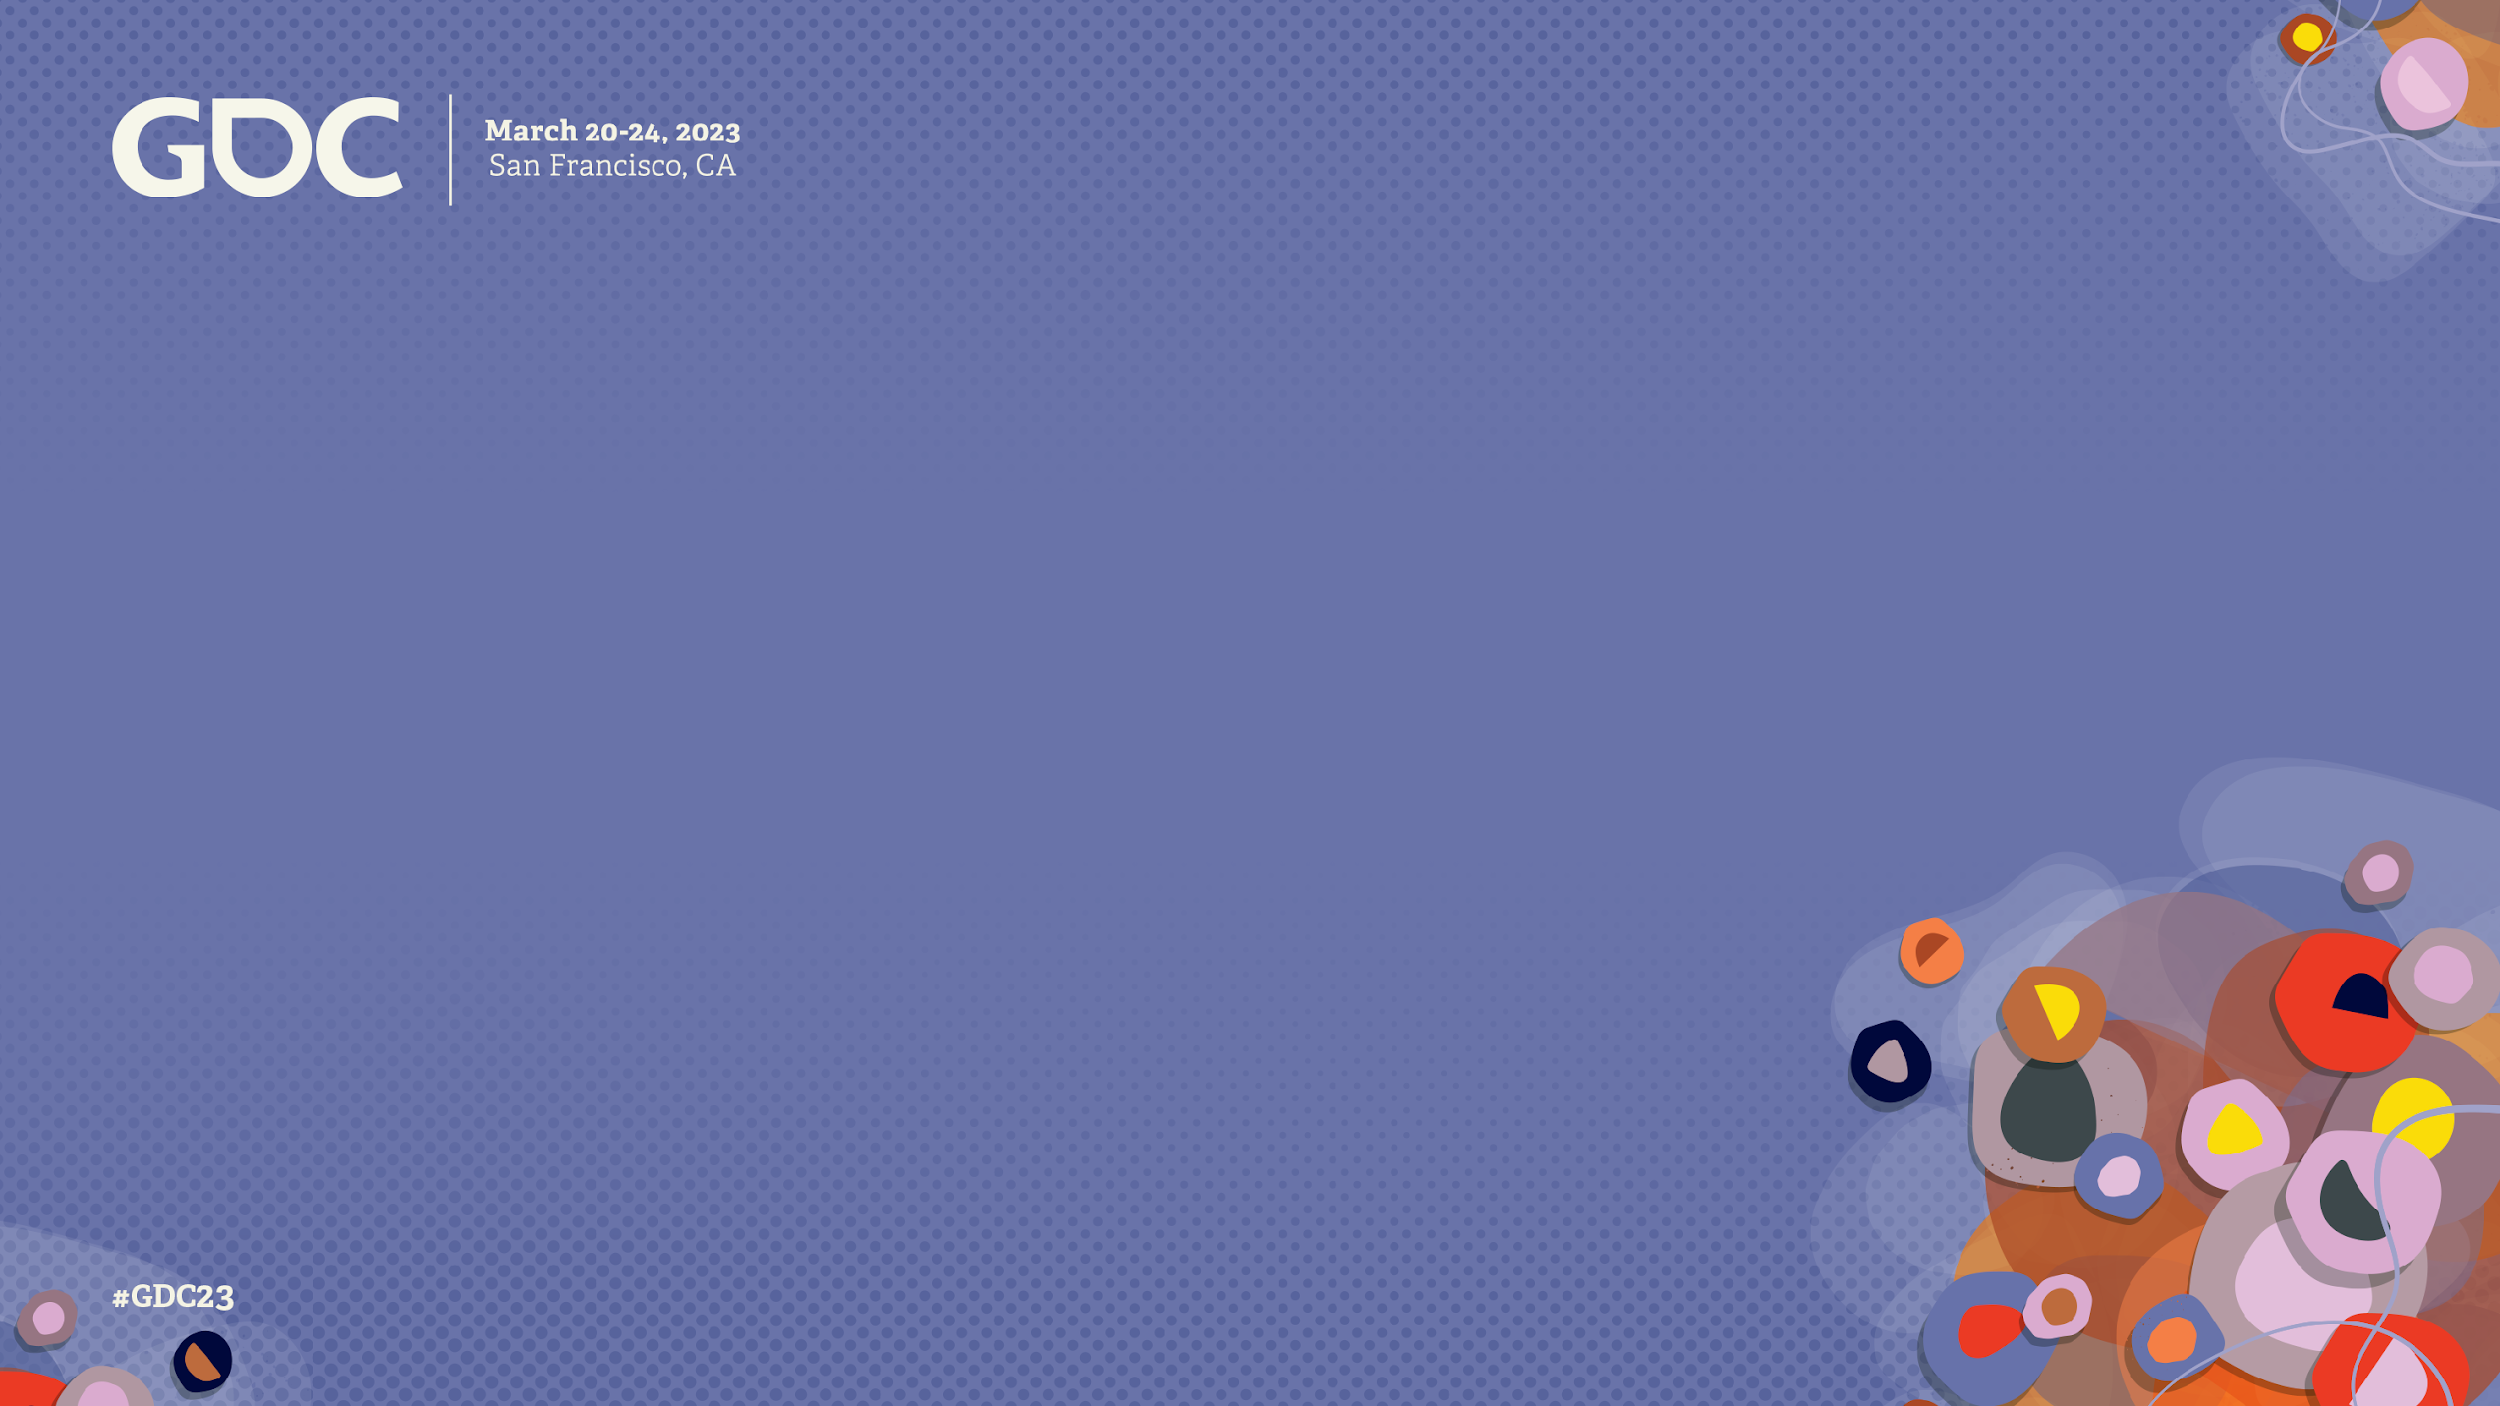 GDC
March 20-24, 2023
San Francisco, CA
#GDC23